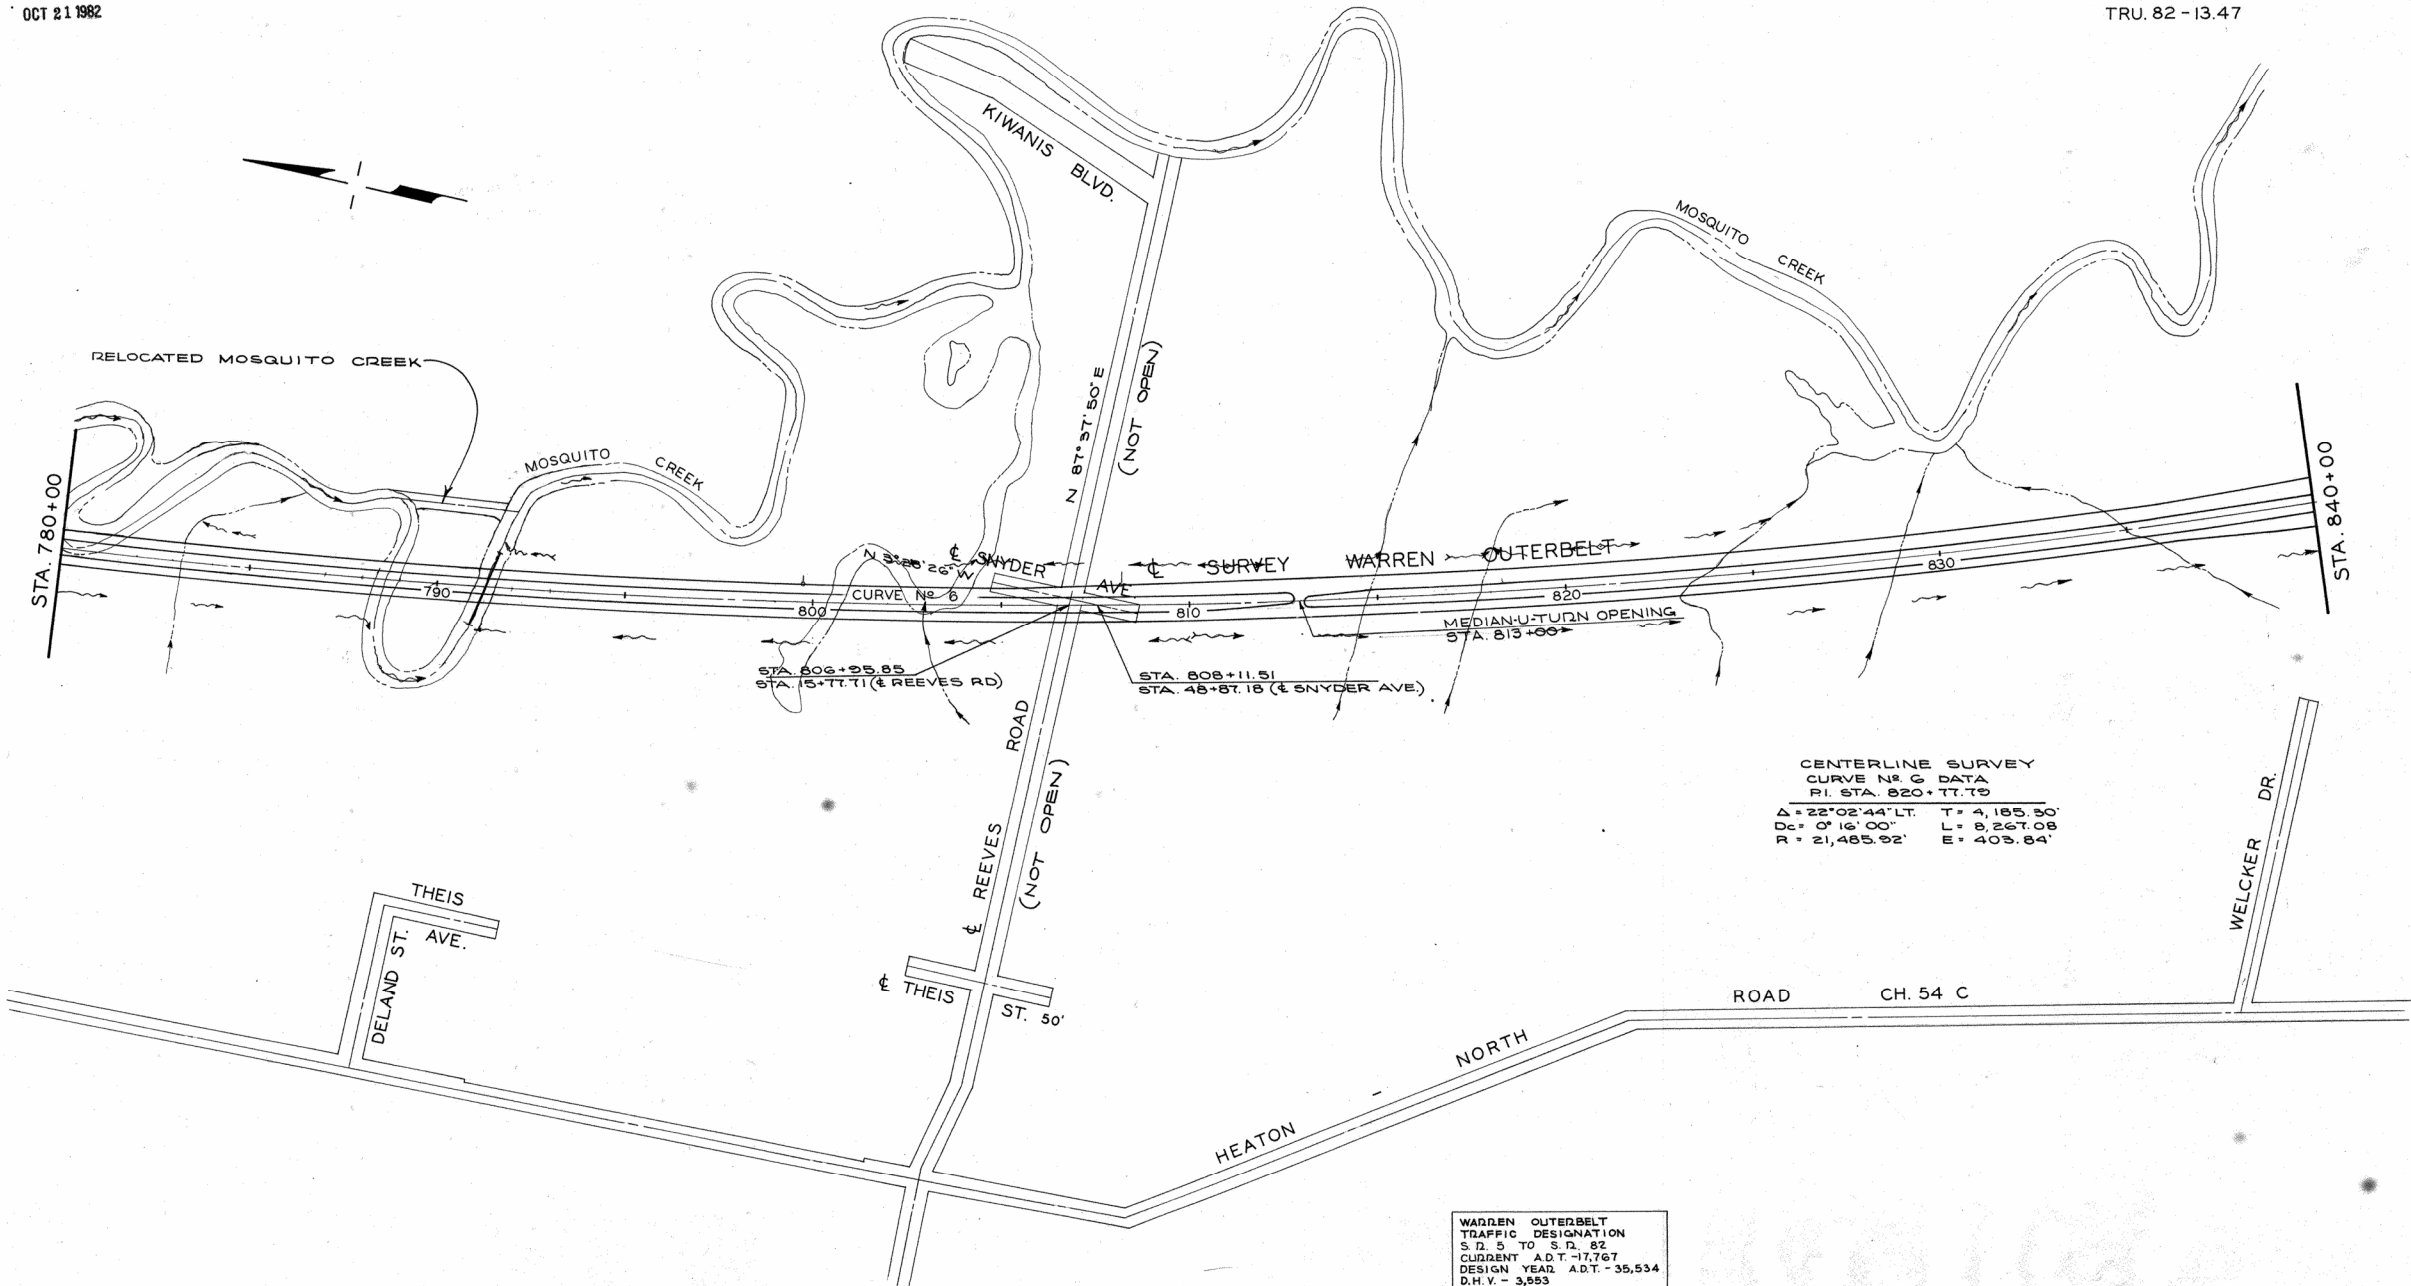 OCT 21 1982
TRU. 82-13.47
KIWANIS BLVD.
MOSQUITO CREEK
RELOCATED MOSQUITO CREEK
N 87° 37' 50" E
(NOT OPEN)
MOSQUITO CREEK
STA. 780+00
STA. 840+00
N 3°28'26" W
℄ SNYDER AVE.
℄ SURVEY WARREN OUTERBELT
790
800
CURVE Nº 6
810
820
830
MEDIAN-U-TURN OPENING
STA. 813+00
STA. 806+95.85
STA. 15+77.71 (℄ REEVES RD)
STA. 808+11.51
STA. 48+87.18 (℄ SNYDER AVE.)
℄ REEVES ROAD
(NOT OPEN)
CENTERLINE SURVEY
CURVE Nº. 6 DATA
P.I. STA. 820+77.79
Δ = 22°02'44" LT. T = 4,185.30'
Dc = 0° 16' 00" L = 8,267.08
R = 21,485.92' E = 403.84'
WELCKER DR.
THEIS
AVE.
DELAND ST.
℄ THEIS ST. 50'
HEATON - NORTH ROAD CH. 54 C
WARREN OUTERBELT
TRAFFIC DESIGNATION
S.R. 5 TO S.R. 82
CURRENT A.D.T. -17,767
DESIGN YEAR A.D.T. - 35,534
D.H.V. - 3,553